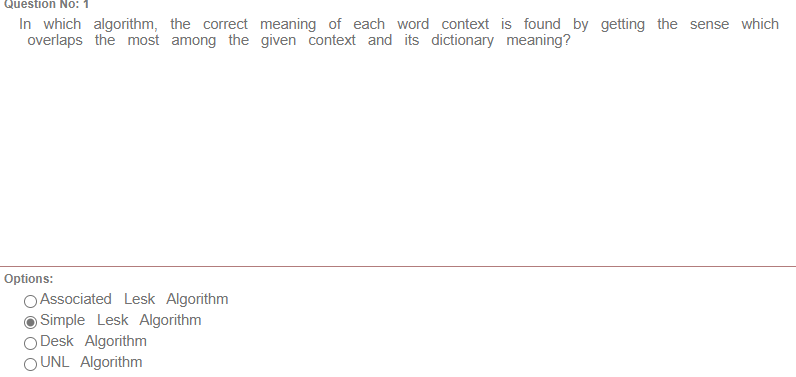 Question No: 1
In which algorithm, the correct meaning of each word context is found by getting the sense which
overlaps the most among the given context and its dictionary meaning?
Options:
Associated Lesk Algorithm
Simple Lesk Algorithm
Desk Algorithm
UNL Algorithm